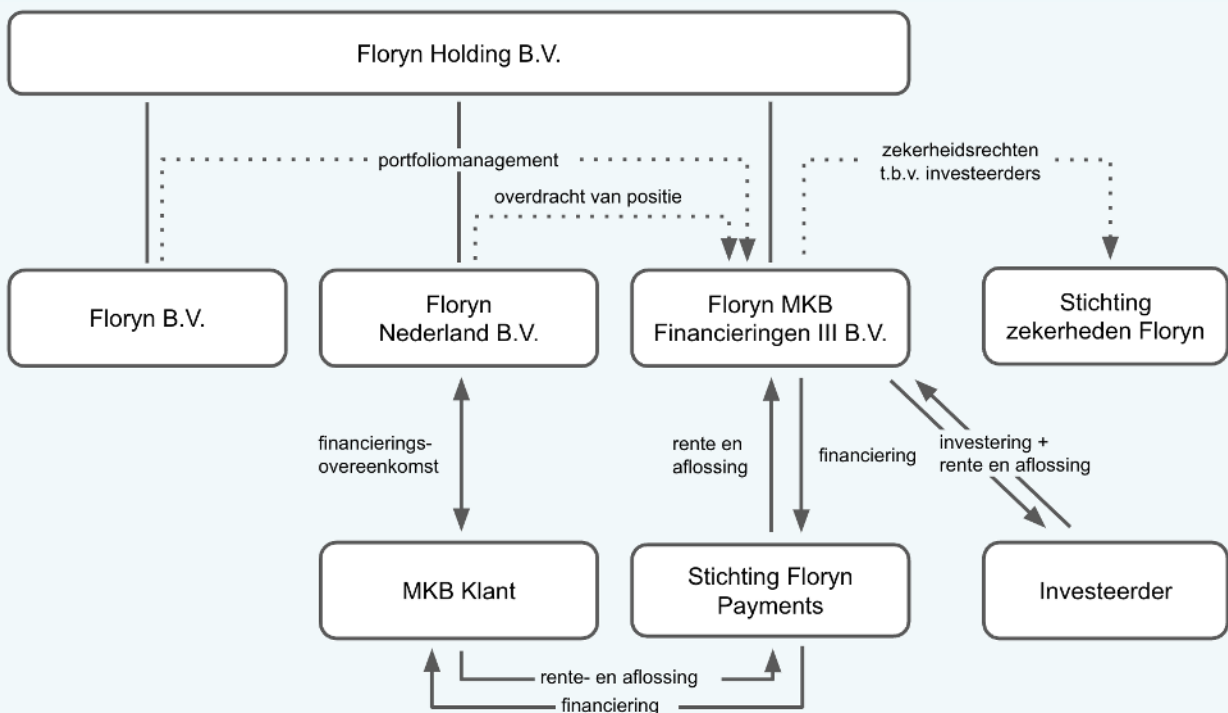 Floryn Holding B.V.
portfoliomanagement
zekerheidsrechten
t.b.v. investeerders
overdracht van positie
Floryn B.V.
Floryn
Nederland B.V.
Floryn MKB
Financieringen III B.V.
Stichting
zekerheden Floryn
financierings-
overeenkomst
rente en
aflossing
financiering
investering +
rente en aflossing
MKB Klant
Stichting Floryn
Payments
Investeerder
rente- en aflossing
financiering